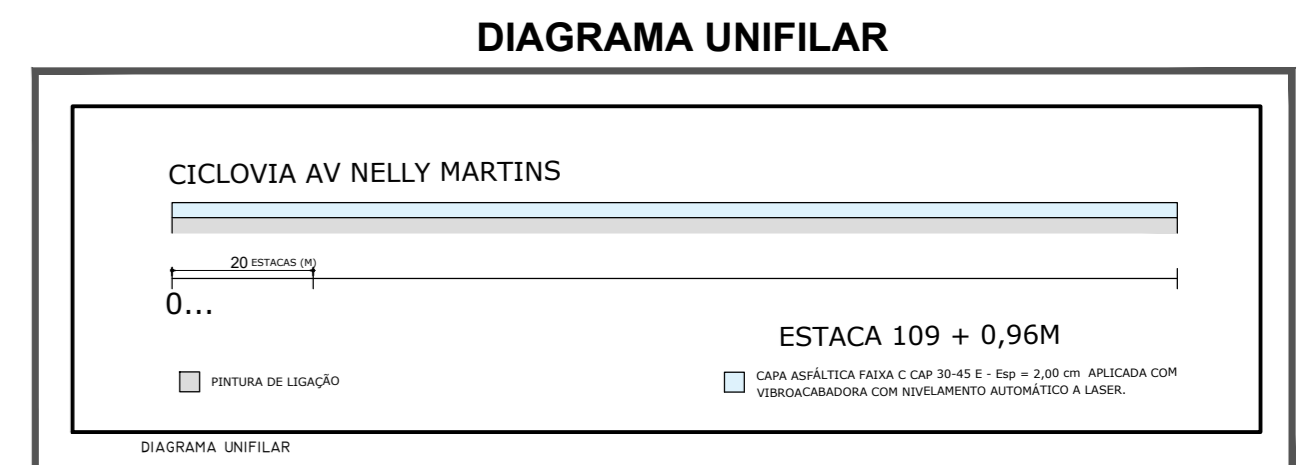 DIAGRAMA UNIFILAR
CICLOVIA AV NELLY MARTINS
20 ESTACAS (M)
0...
ESTACA 109 + 0,96M
PINTURA DE LIGAÇÃO
CAPA ASFÁLTICA FAIXA C CAP 30-45 E - Esp = 2,00 cm APLICADA COM
VIBROACABADORA COM NIVELAMENTO AUTOMÁTICO A LASER.
DIAGRAMA UNIFILAR